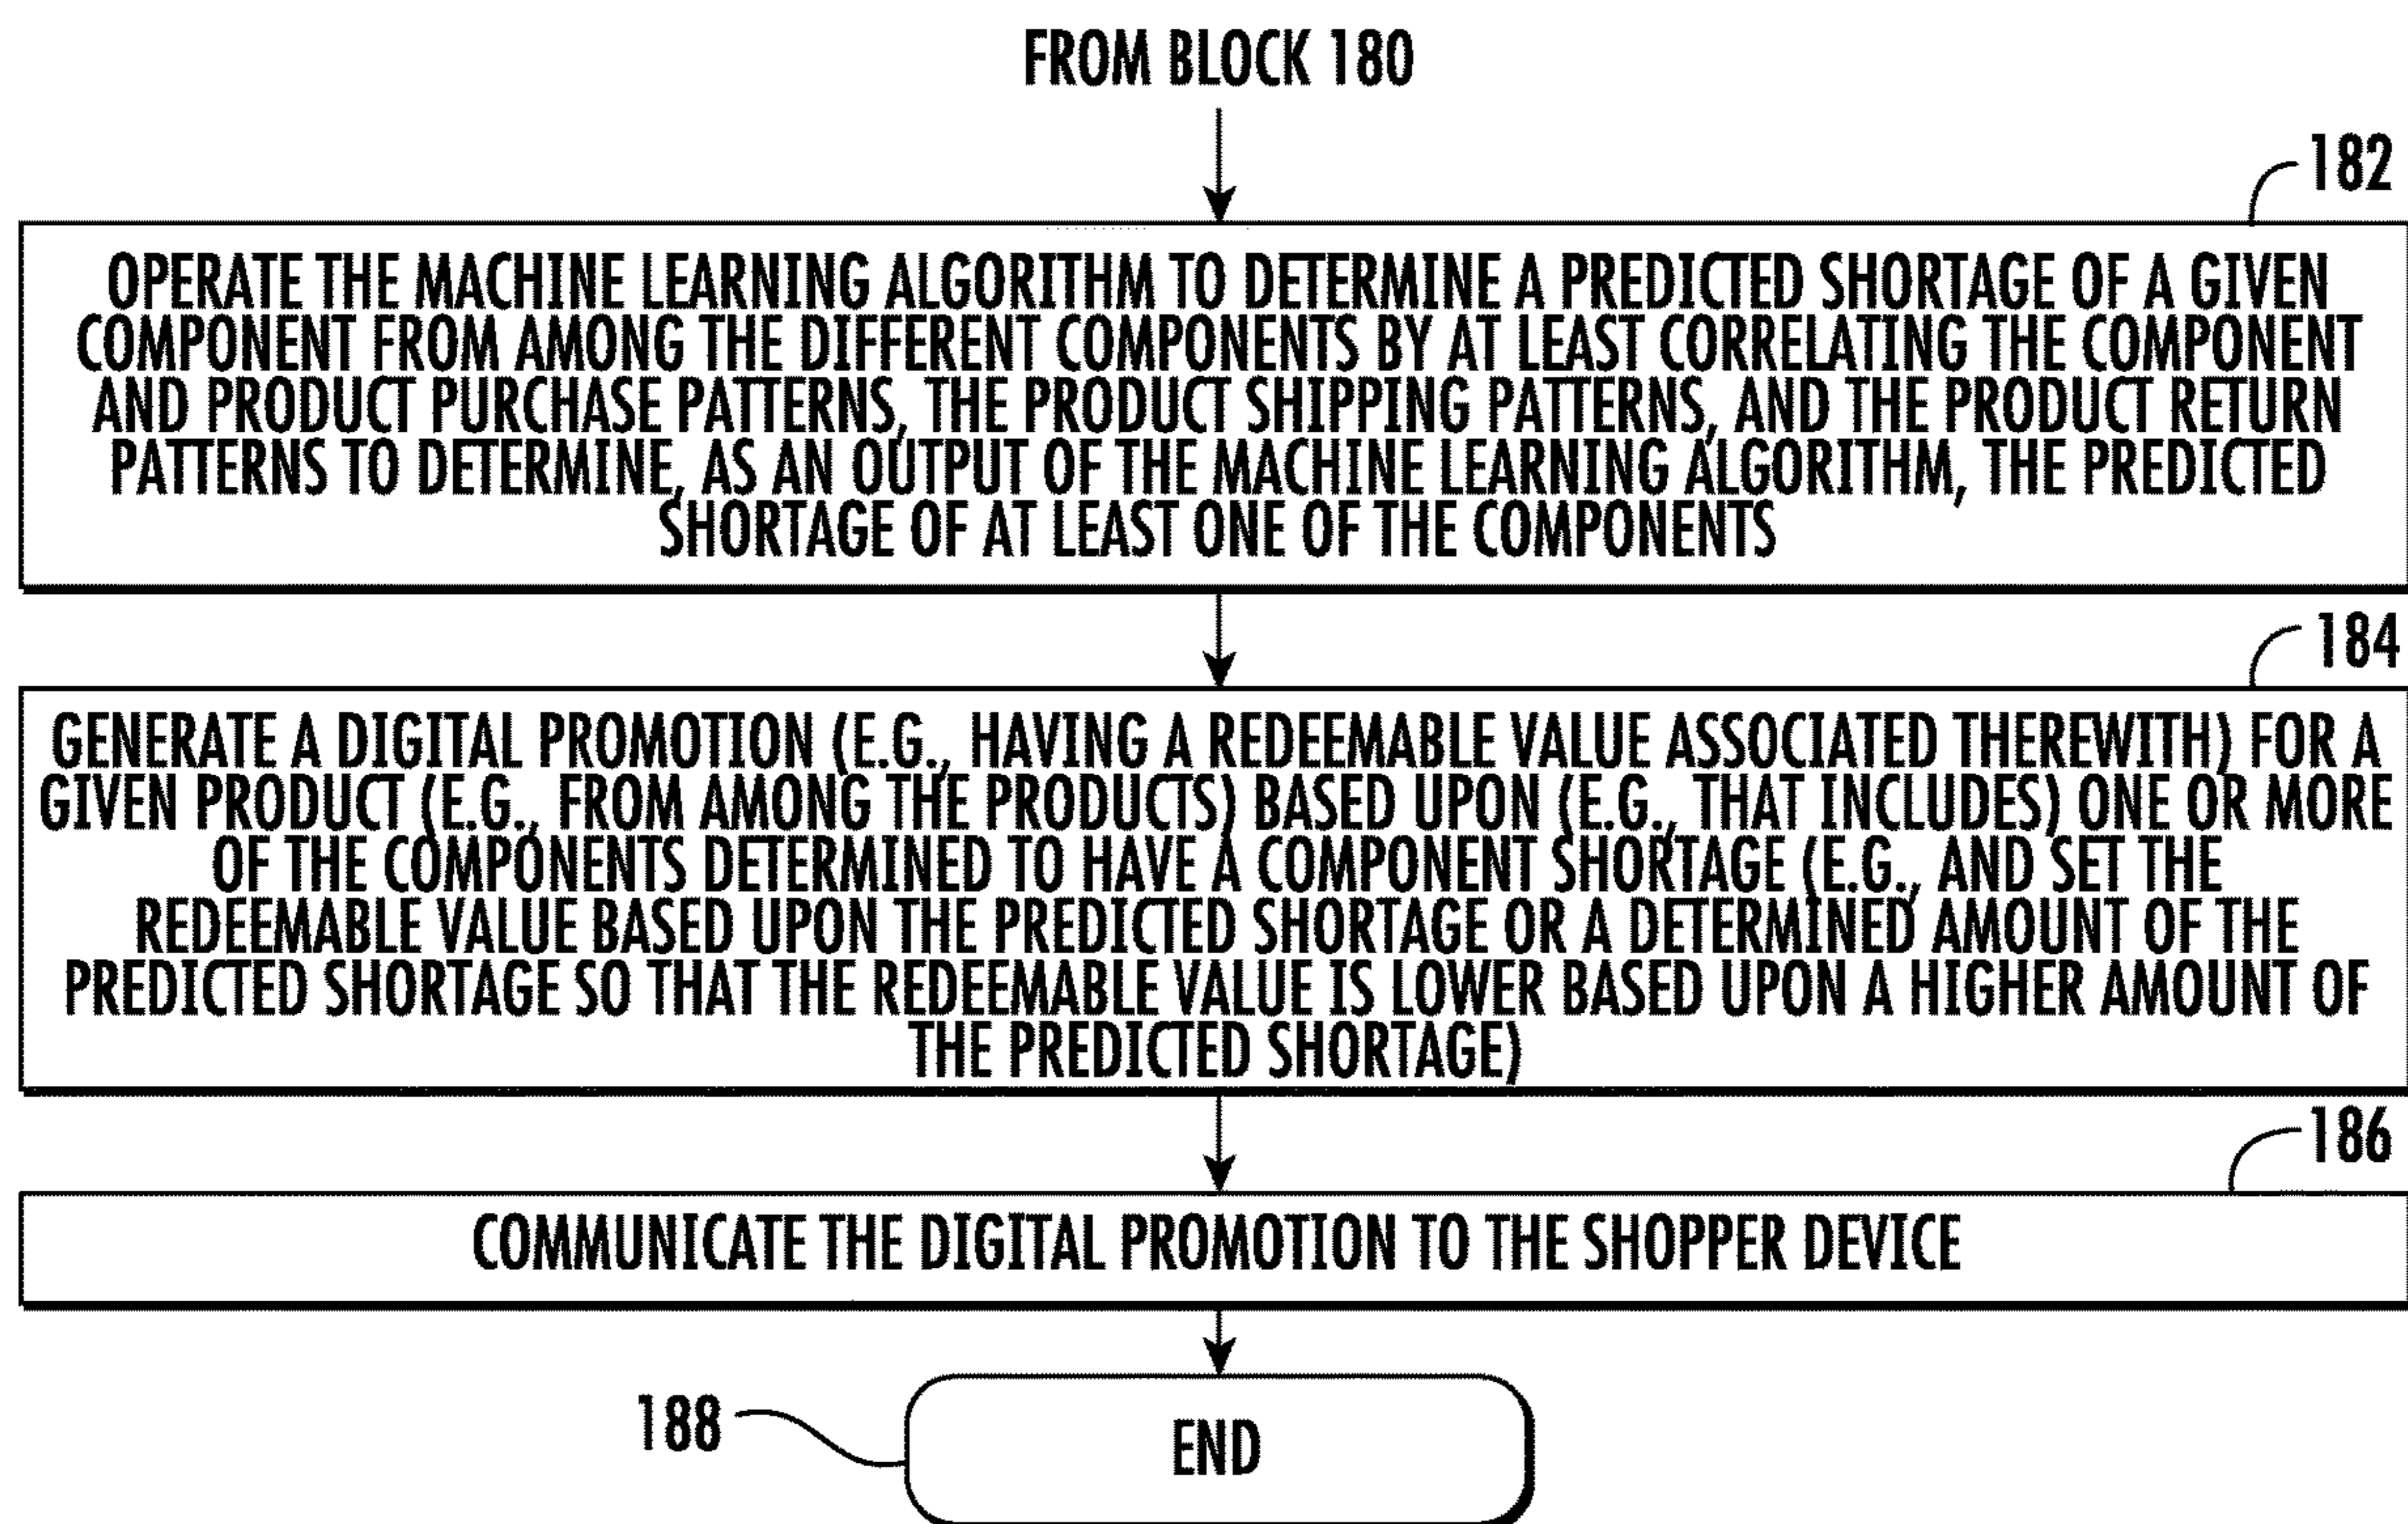 FROM BLOCK 180
182
OPERATE THE MACHINE LEARNING ALGORITHM TO DETERMINE A PREDICTED SHORTAGE OF A GIVEN
COMPONENT FROM AMONG THE DIFFERENT COMPONENTS BY AT LEAST CORRELATING THE COMPONENT
AND PRODUCT PURCHASE PATTERNS, THE PRODUCT SHIPPING PATTERNS, AND THE PRODUCT RETURN
PATTERNS TO DETERMINE, AS AN OUTPUT OF THE MACHINE LEARNING ALGORITHM, THE PREDICTED
SHORTAGE OF AT LEAST ONE OF THE COMPONENTS
184
GENERATE A DIGITAL PROMOTION (E.G., HAVING A REDEEMABLE VALUE ASSOCIATED THEREWITH) FOR A
GIVEN PRODUCT (E.G., FROM AMONG THE PRODUCTS) BASED UPON (E.G., THAT INCLUDES) ONE OR MORE
OF THE COMPONENTS DETERMINED TO HAVE A COMPONENT SHORTAGE (E.G., AND SET THE
REDEEMABLE VALUE BASED UPON THE PREDICTED SHORTAGE OR A DETERMINED AMOUNT OF THE
PREDICTED SHORTAGE SO THAT THE REDEEMABLE VALUE IS LOWER BASED UPON A HIGHER AMOUNT OF
THE PREDICTED SHORTAGE)
186
COMMUNICATE THE DIGITAL PROMOTION TO THE SHOPPER DEVICE
188
END